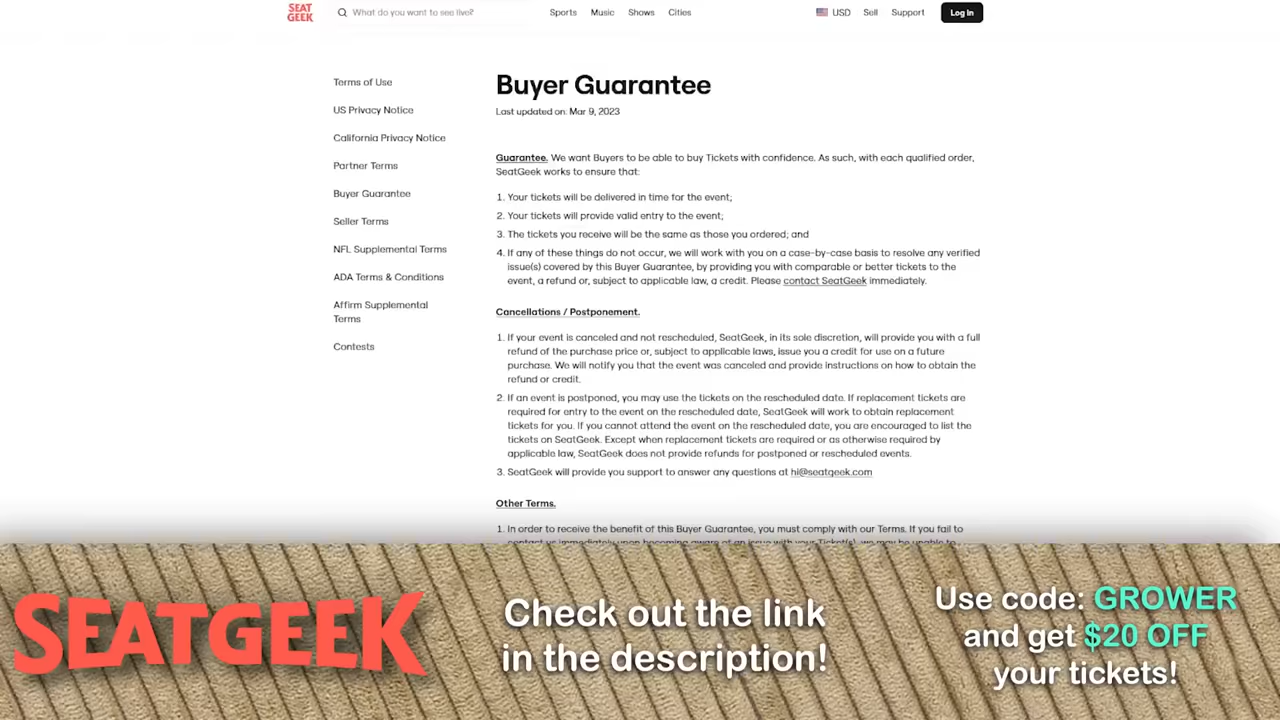 SEAT
GEEK
What do you want to see live?
Sports
Music
Shows
Cities
USD
Sell
Support
Log In
Terms of Use
US Privacy Notice
California Privacy Notice
Partner Terms
Buyer Guarantee
Seller Terms
NFL Supplemental Terms
ADA Terms & Conditions
Affirm Supplemental
Terms
Contests
Buyer Guarantee
Last updated on: Mar 9, 2023
Guarantee. We want Buyers to be able to buy Tickets with confidence. As such, with each qualified order,
SeatGeek works to ensure that:
1. Your tickets will be delivered in time for the event;
2. Your tickets will provide valid entry to the event;
3. The tickets you receive will be the same as those you ordered; and
4. If any of these things do not occur, we will work with you on a case-by-case basis to resolve any verified
issue(s) covered by this Buyer Guarantee, by providing you with comparable or better tickets to the
event, a refund or, subject to applicable law, a credit. Please contact SeatGeek immediately.
Cancellations / Postponement.
1. If your event is canceled and not rescheduled, SeatGeek, in its sole discretion, will provide you with a full
refund of the purchase price or, subject to applicable laws, issue you a credit for use on a future
purchase. We will notify you that the event was canceled and provide instructions on how to obtain the
refund or credit.
2. If an event is postponed, you may use the tickets on the rescheduled date. If replacement tickets are
required for entry to the event on the rescheduled date, SeatGeek will work to obtain replacement
tickets for you. If you cannot attend the event on the rescheduled date, you are encouraged to list the
tickets on SeatGeek. Except when replacement tickets are required or as otherwise required by
applicable law, SeatGeek does not provide refunds for postponed or rescheduled events.
3. SeatGeek will provide you support to answer any questions at hi@seatgeek.com
Other Terms.
1. In order to receive the benefit of this Buyer Guarantee, you must comply with our Terms. If you fail to
contact us immediately upon becoming aware of an issue with your Ticket(s), we may be unable to
SEATGEEK
Check out the link
in the description!
Use code: GROWER
and get $20 OFF
your tickets!